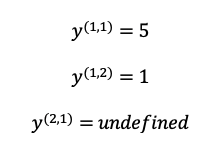 y^(1,1) = 5
y^(1,2) = 1
y^(2,1) = undefined